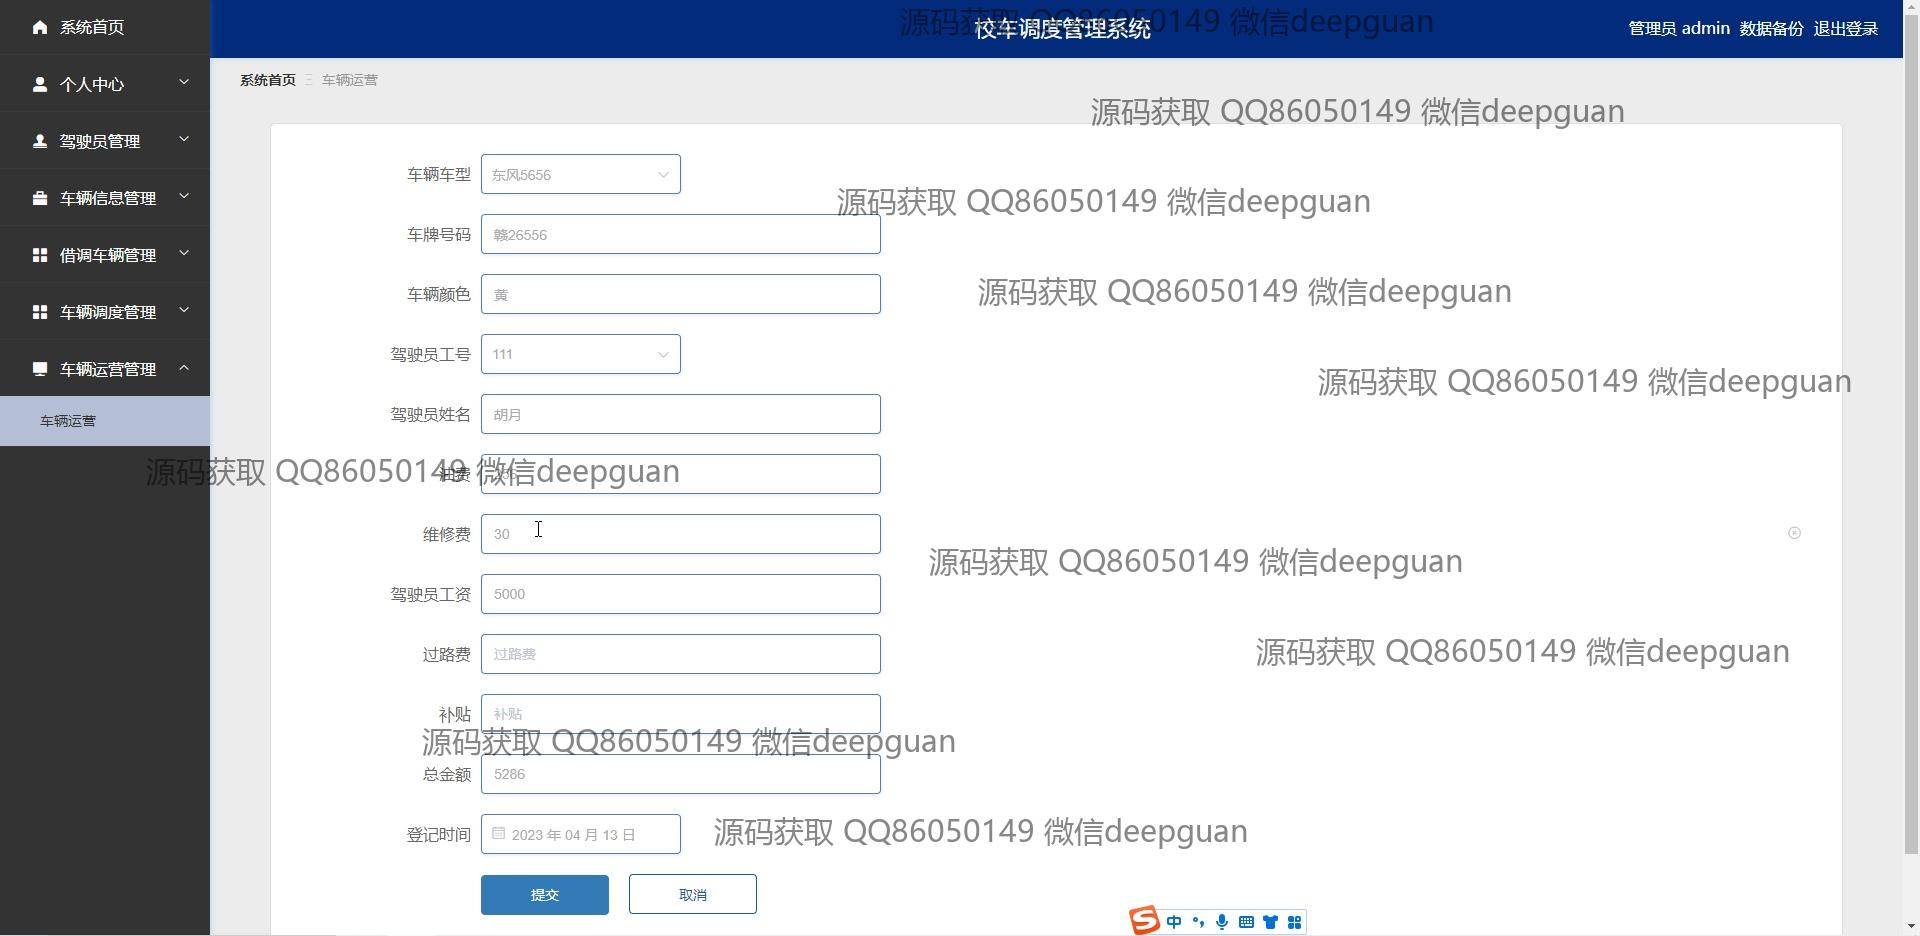 系统首页
个人中心
驾驶员管理
车辆信息管理
借调车辆管理
车辆调度管理
车辆运营管理
车辆运营
校车调度管理系统
管理员 admin 数据备份 退出登录
源码获取 QQ86050149 微信deepguan
系统首页 车辆运营
源码获取 QQ86050149 微信deepguan
车辆车型 东风5656
源码获取 QQ86050149 微信deepguan
车牌号码 赣26556
车辆颜色 黄
源码获取 QQ86050149 微信deepguan
驾驶员工号 111
源码获取 QQ86050149 微信deepguan
驾驶员姓名 胡月
油费
源码获取 QQ86050149 微信deepguan
维修费 30
源码获取 QQ86050149 微信deepguan
驾驶员工资 5000
过路费 过路费
源码获取 QQ86050149 微信deepguan
补贴 补贴
源码获取 QQ86050149 微信deepguan
总金额 5286
登记时间 2023 年 04 月 13 日
源码获取 QQ86050149 微信deepguan
提交 取消
S 中